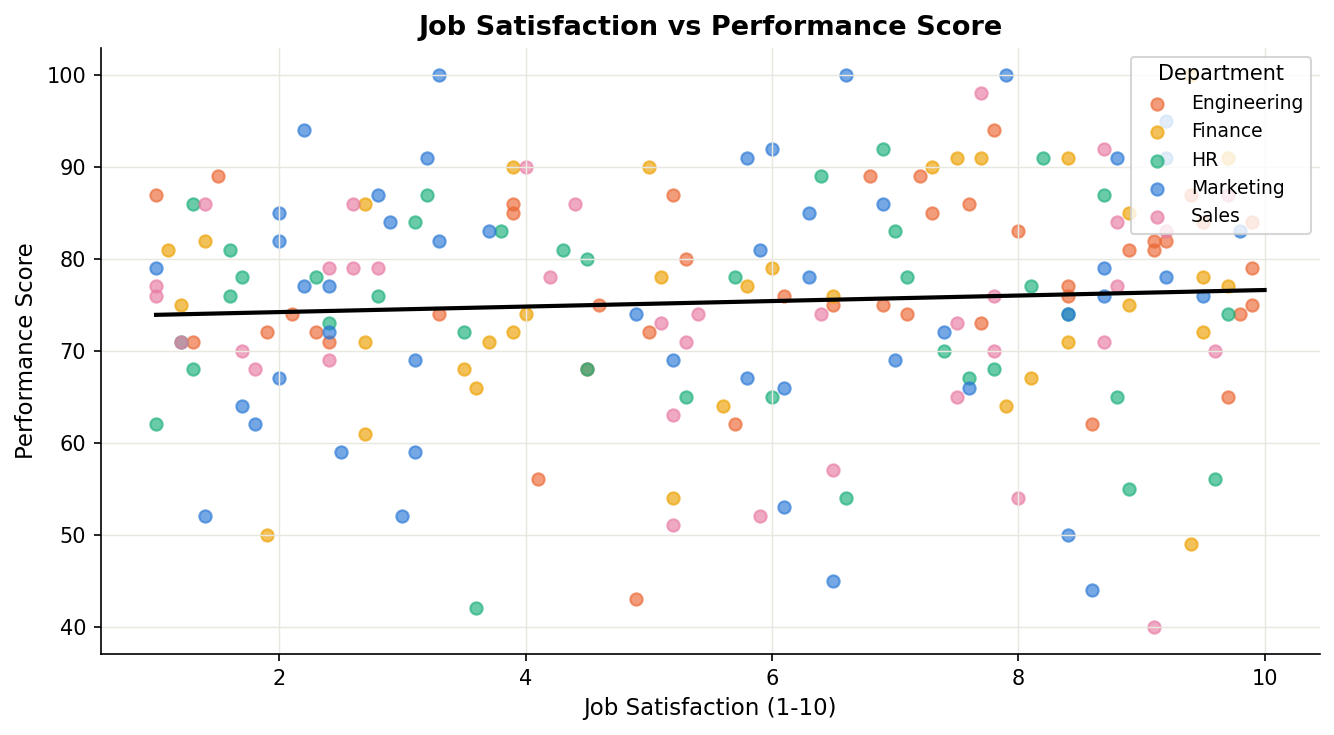 Job Satisfaction vs Performance Score
Department
Engineering
Finance
HR
Marketing
Sales
100
90
80
70
60
50
40
Performance Score
2
4
6
8
10
Job Satisfaction (1-10)